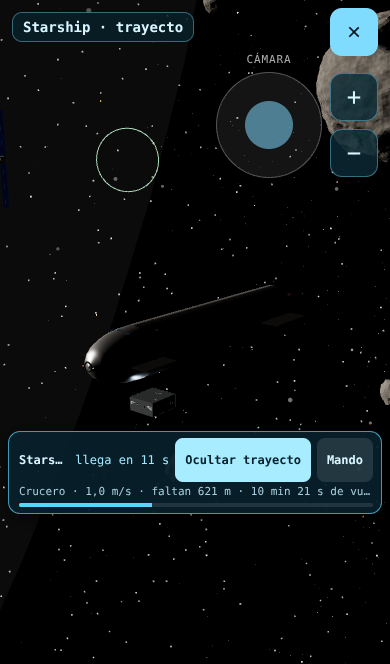 Starship · trayecto
×
CÁMARA
+
−
Stars… llega en 11 s Ocultar trayecto Mando
Crucero · 1,0 m/s · faltan 621 m · 10 min 21 s de vu…